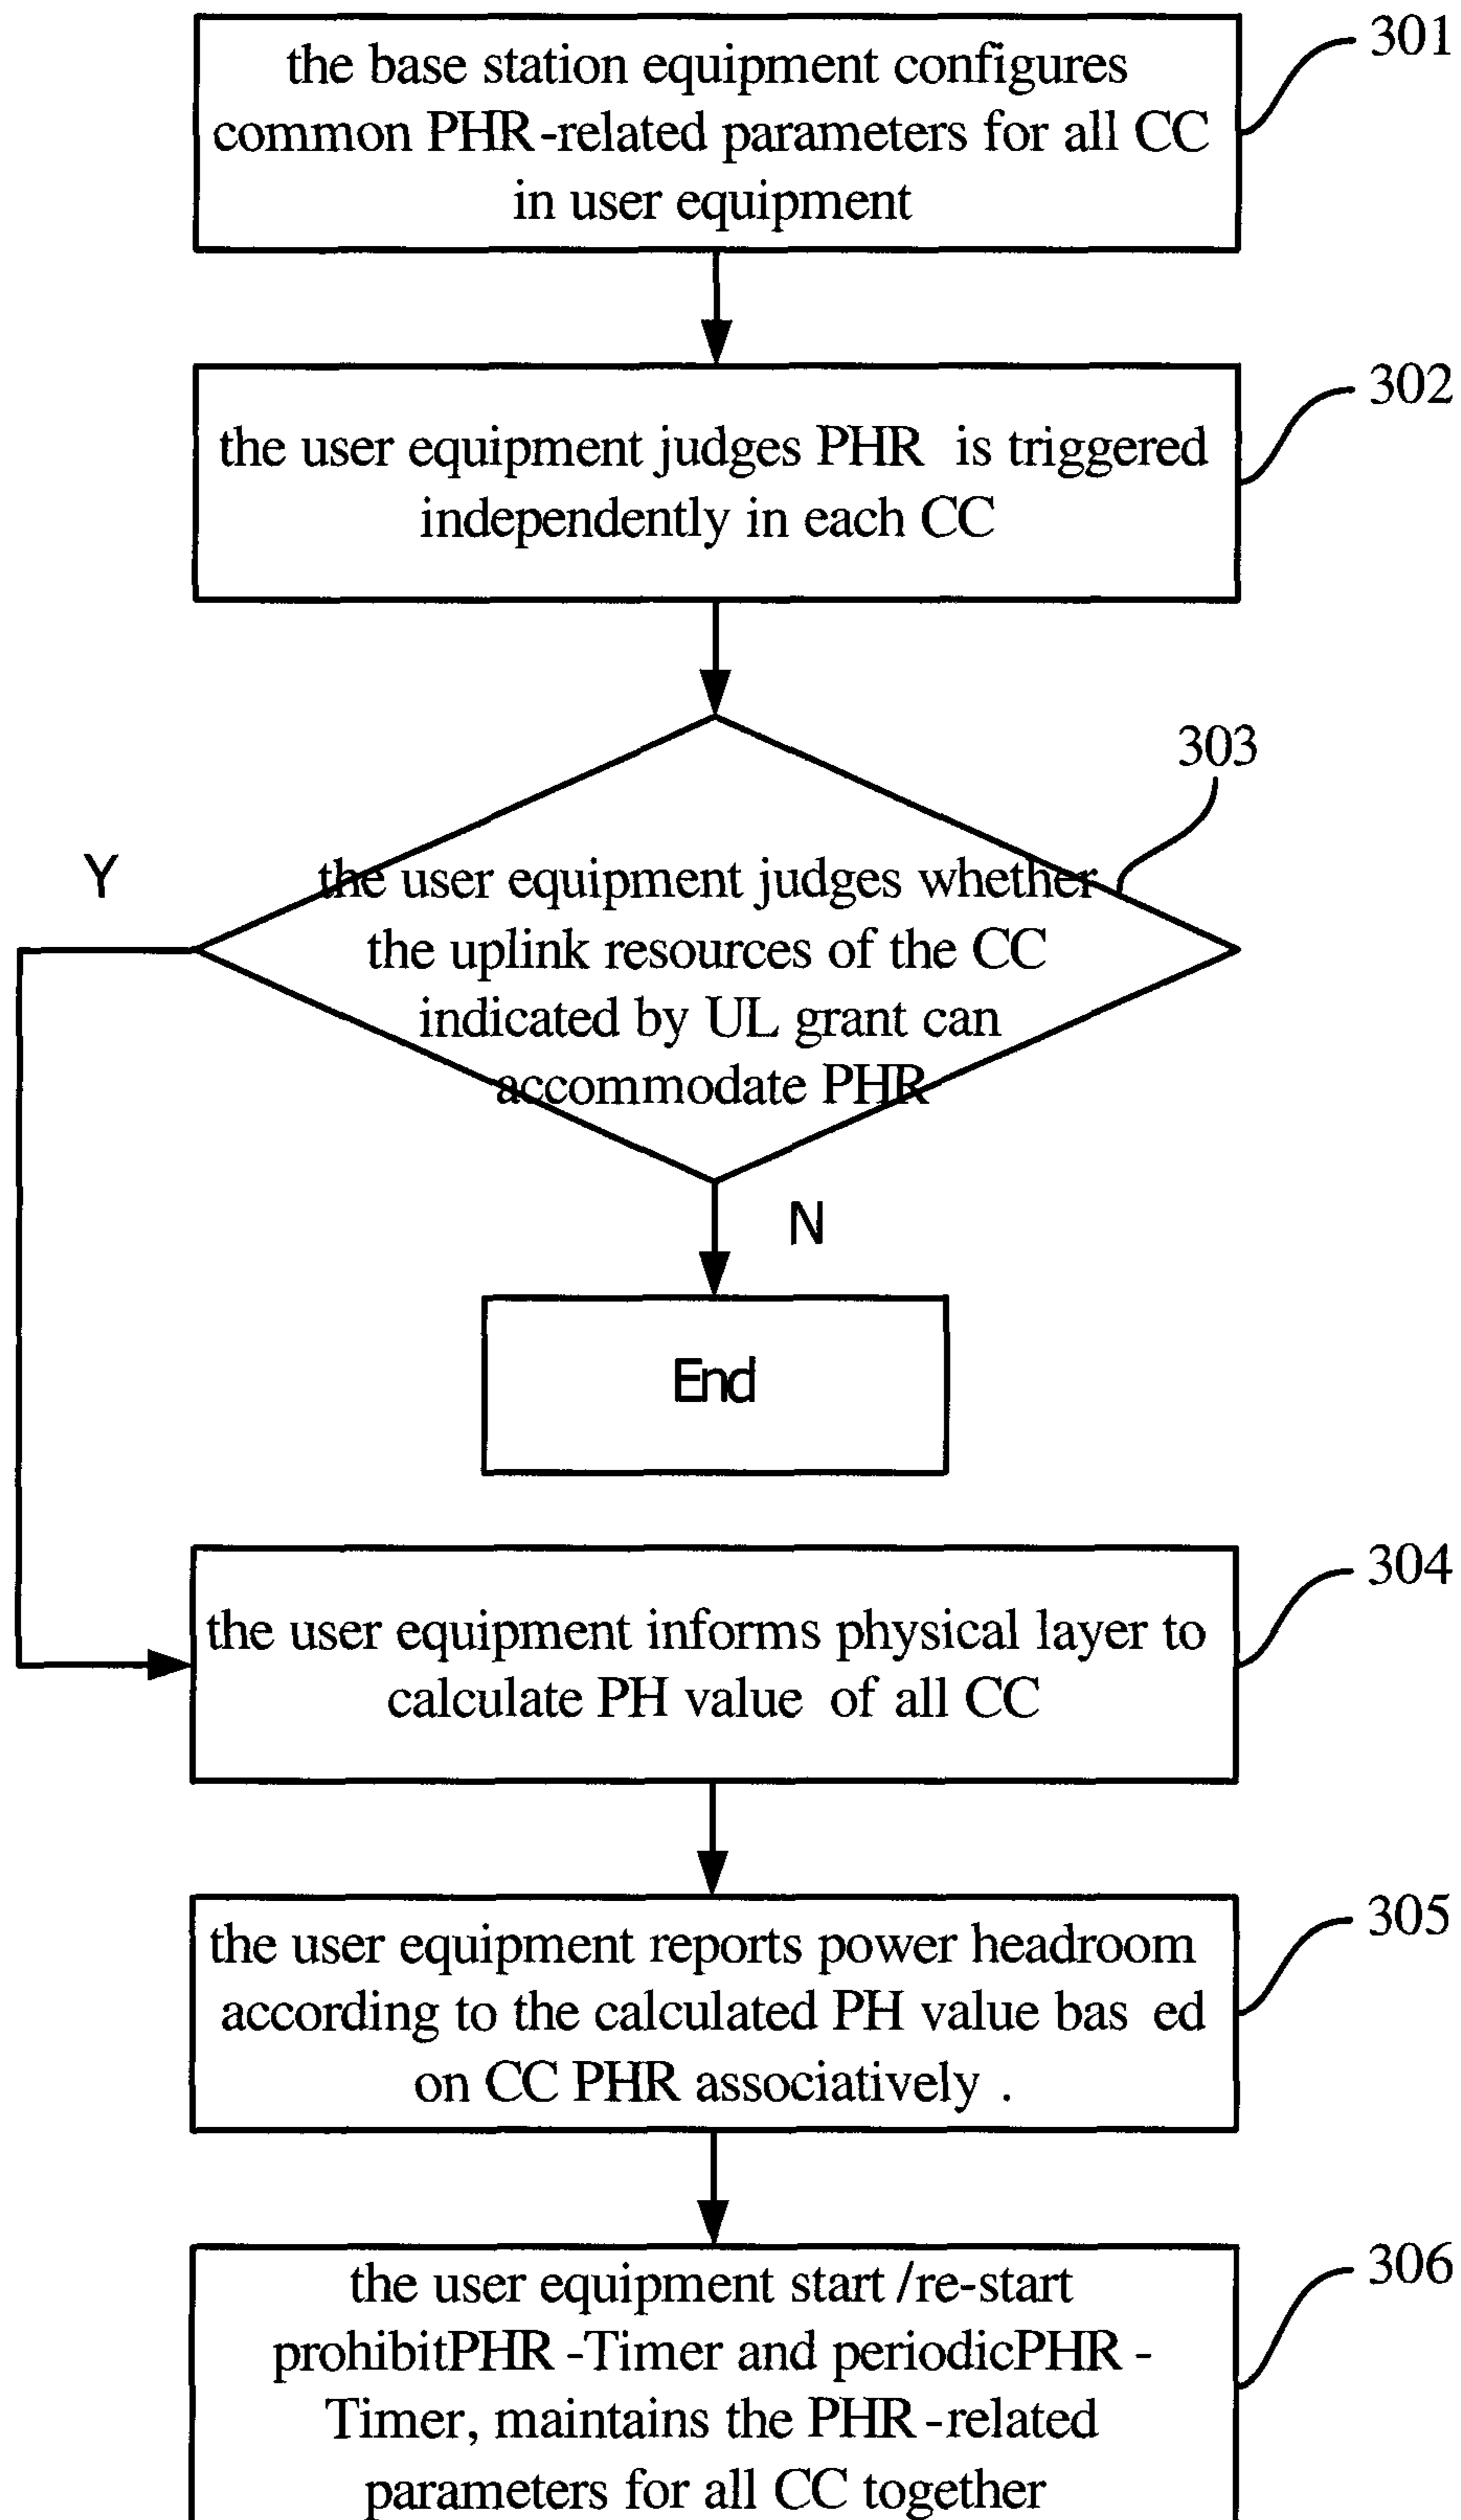 the base station equipment configures
common PHR-related parameters for all CC
in user equipment
301
the user equipment judges PHR is triggered
independently in each CC
302
303
Y
the user equipment judges whether
the uplink resources of the CC
indicated by UL grant can
accommodate PHR
N
End
the user equipment informs physical layer to
calculate PH value of all CC
304
the user equipment reports power headroom
according to the calculated PH value bas ed
on CC PHR associatively .
305
the user equipment start /re-start
prohibitPHR -Timer and periodicPHR -
Timer, maintains the PHR -related
parameters for all CC together
306